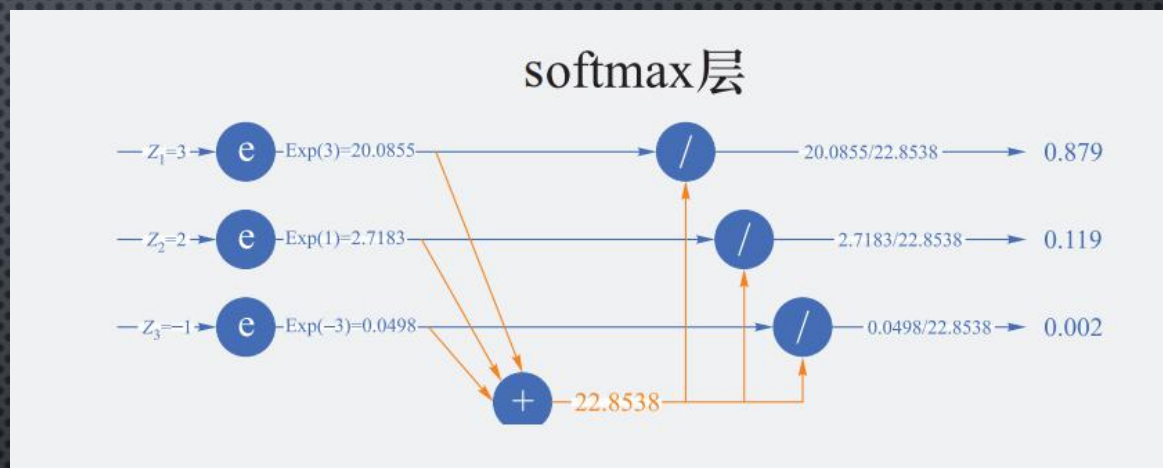 softmax层
Z1=3 e Exp(3)=20.0855 / 20.0855/22.8538 0.879
Z2=2 e Exp(1)=2.7183 / 2.7183/22.8538 0.119
Z3=−1 e Exp(−3)=0.0498 / 0.0498/22.8538 0.002
+ 22.8538